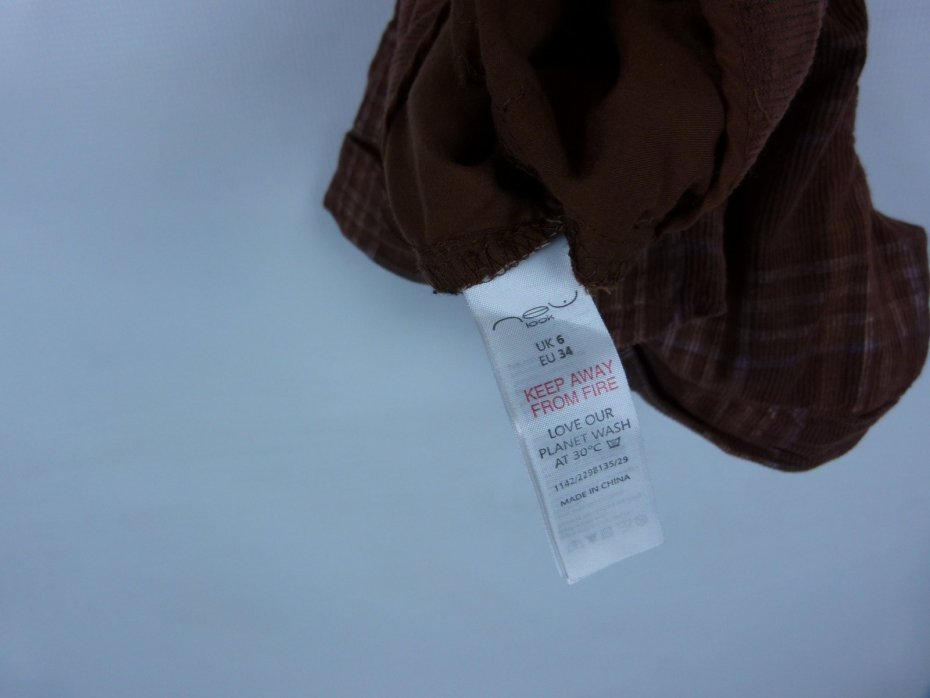 new
look
UK 6
EU 34
KEEP AWAY
FROM FIRE
LOVE OUR
PLANET WASH
AT 30°C
1142/2298135/29
MADE IN CHINA